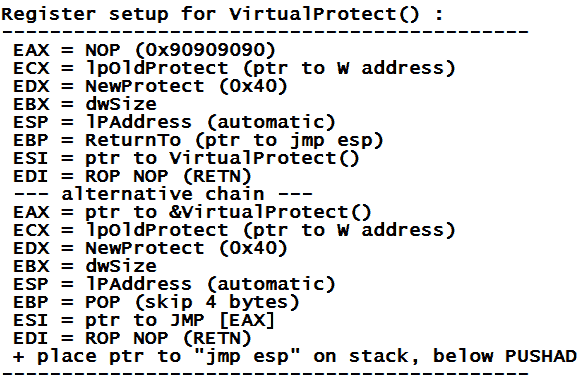 Register setup for VirtualProtect() :
--------------------------------------------
EAX = NOP (0x90909090)
ECX = lpOldProtect (ptr to W address)
EDX = NewProtect (0x40)
EBX = dwSize
ESP = lPAddress (automatic)
EBP = ReturnTo (ptr to jmp esp)
ESI = ptr to VirtualProtect()
EDI = ROP NOP (RETN)
--- alternative chain ---
EAX = ptr to &VirtualProtect()
ECX = lpOldProtect (ptr to W address)
EDX = NewProtect (0x40)
EBX = dwSize
ESP = lPAddress (automatic)
EBP = POP (skip 4 bytes)
ESI = ptr to JMP [EAX]
EDI = ROP NOP (RETN)
+ place ptr to "jmp esp" on stack, below PUSHAD
--------------------------------------------